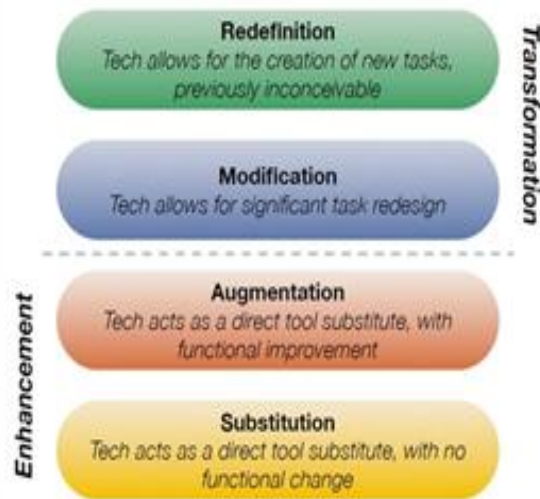 Redefinition
Tech allows for the creation of new tasks,
previously inconceivable
Transformation
Modification
Tech allows for significant task redesign
Augmentation
Tech acts as a direct tool substitute, with
functional improvement
Enhancement
Substitution
Tech acts as a direct tool substitute, with no
functional change